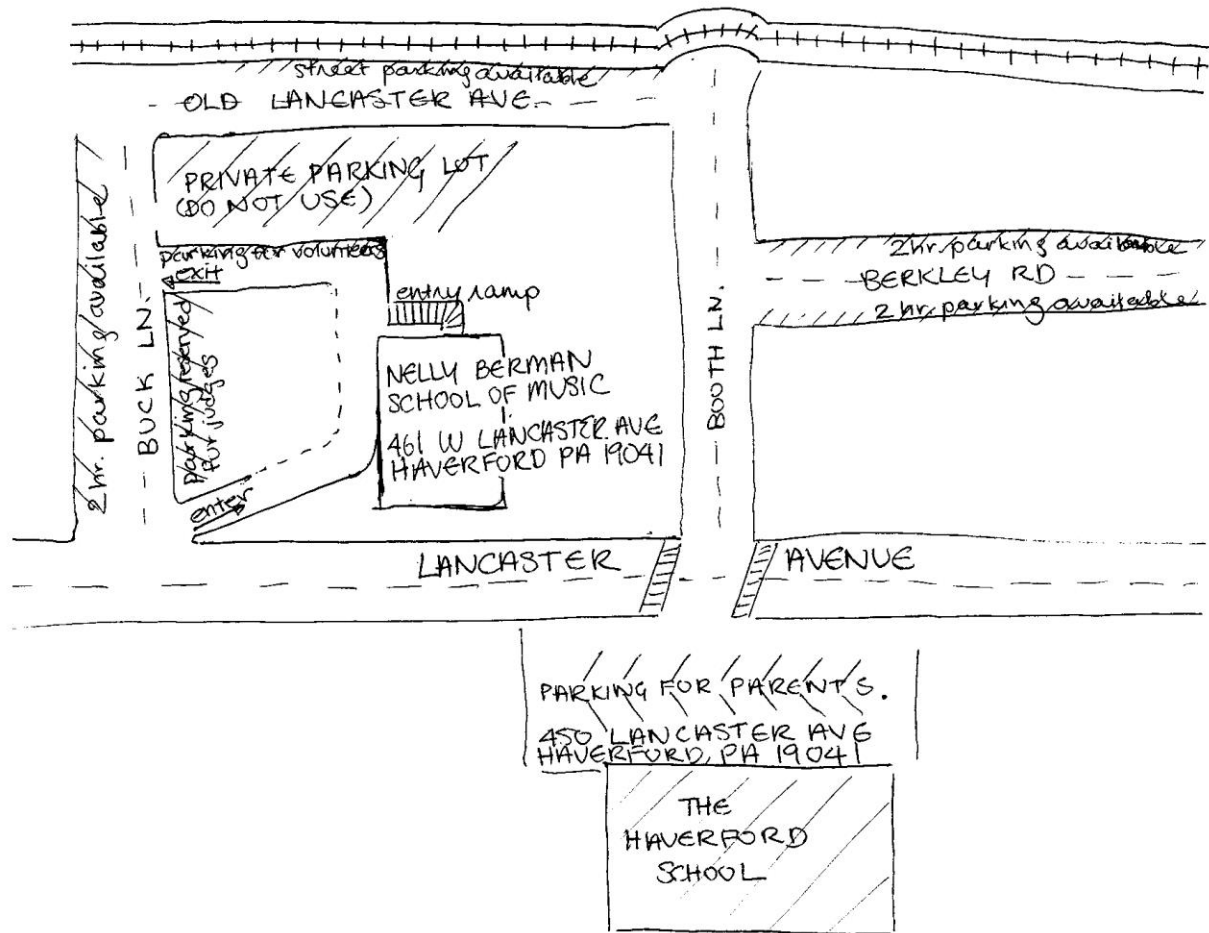 street parking available
OLD LANCASTER AVE.
PRIVATE PARKING LOT
(DO NOT USE)
2 hr. parking available
BUCK LN.
parking for volunteers
exit
parking reserved
for judges
enter
entry ramp
NELLY BERMAN
SCHOOL OF MUSIC
461 W LANCASTER AVE
HAVERFORD PA 19041
BOOTH LN.
2 hr. parking available
BERKLEY RD
2 hr. parking available
LANCASTER AVENUE
PARKING FOR PARENTS.
450 LANCASTER AVE
HAVERFORD, PA 19041
THE
HAVERFORD
SCHOOL